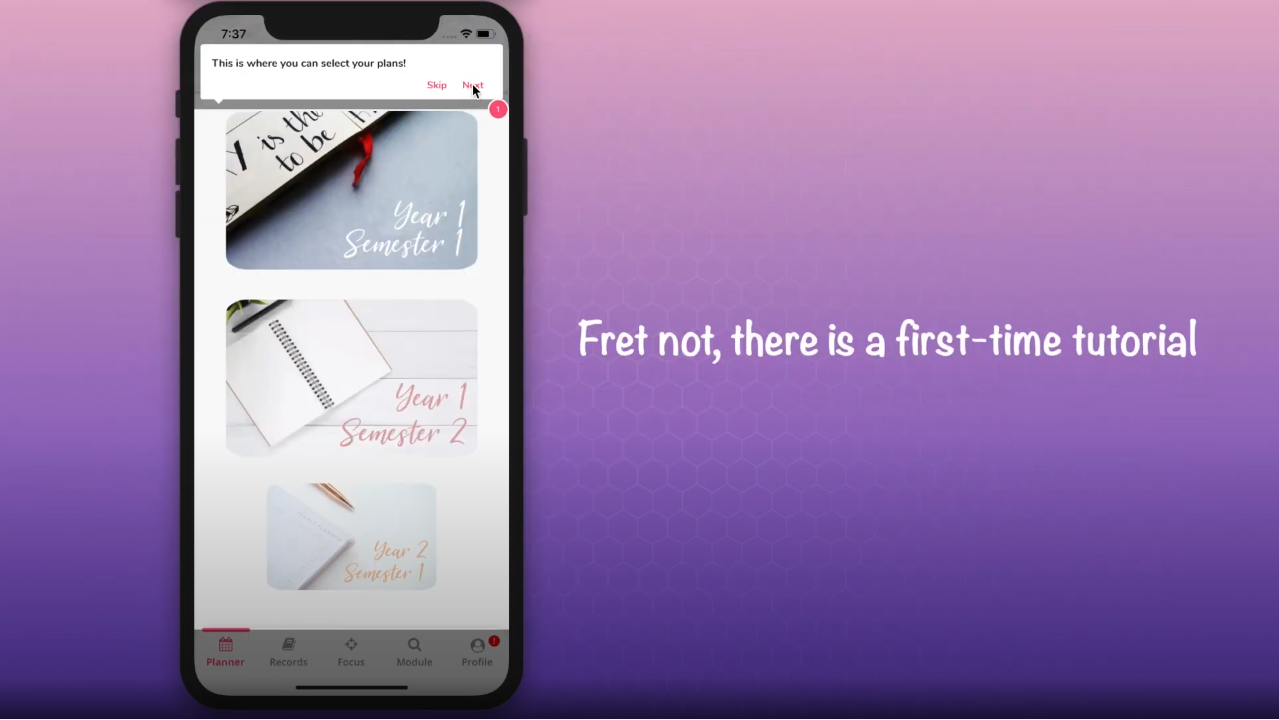 7:37
This is where you can select your plans!
Skip Next
1
Y is the
to be
Year 1
Semester 1
Year 1
Semester 2
Year 2
Semester 1
Planner Records Focus Module Profile
!
Fret not, there is a first-time tutorial